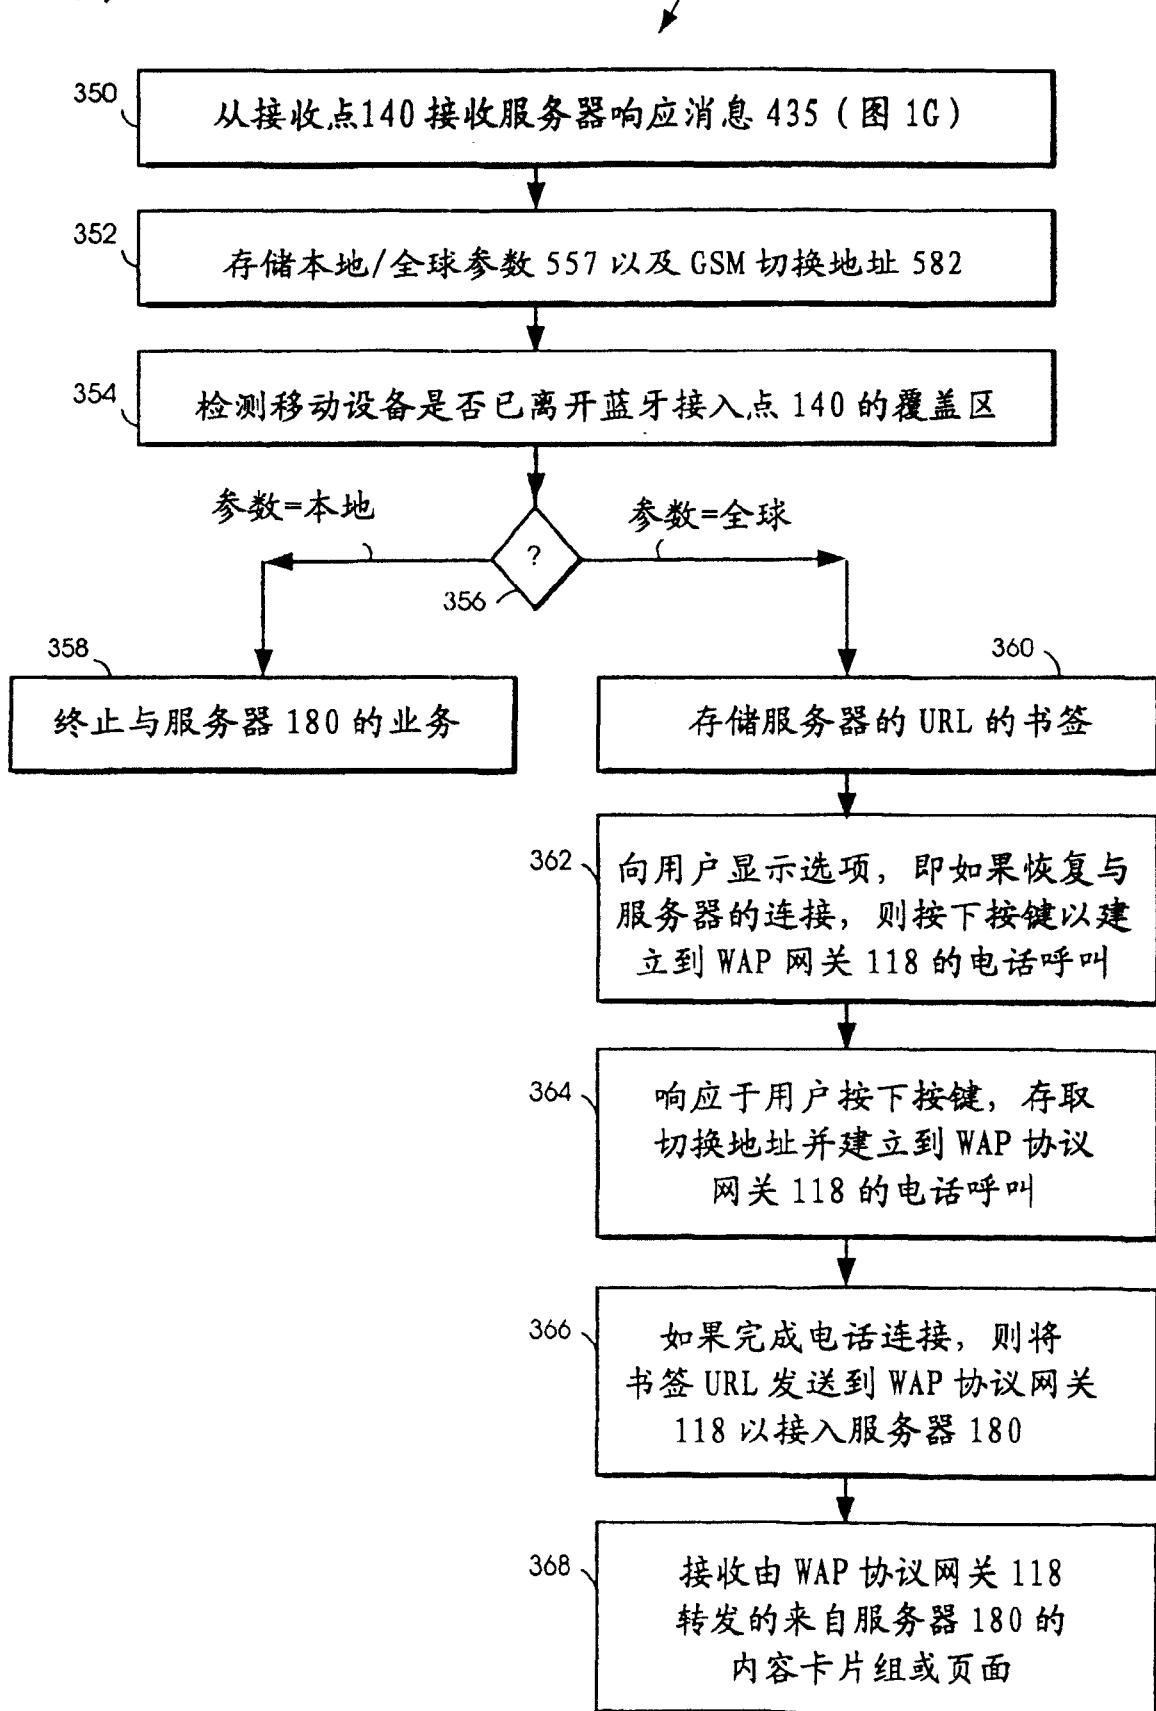 350
从接收点140接收服务器响应消息 435（图 1G）
352
存储本地/全球参数 557 以及 GSM 切换地址 582
354
检测移动设备是否已离开蓝牙接入点 140 的覆盖区
参数=本地
参数=全球
?
356
358
终止与服务器 180 的业务
360
存储服务器的 URL 的书签
362
向用户显示选项，即如果恢复与
服务器的连接，则按下按键以建
立到 WAP 网关 118 的电话呼叫
364
响应于用户按下按键，存取
切换地址并建立到 WAP 协议
网关 118 的电话呼叫
366
如果完成电话连接，则将
书签 URL 发送到 WAP 协议网关
118 以接入服务器 180
368
接收由 WAP 协议网关 118
转发的来自服务器 180 的
内容卡片组或页面